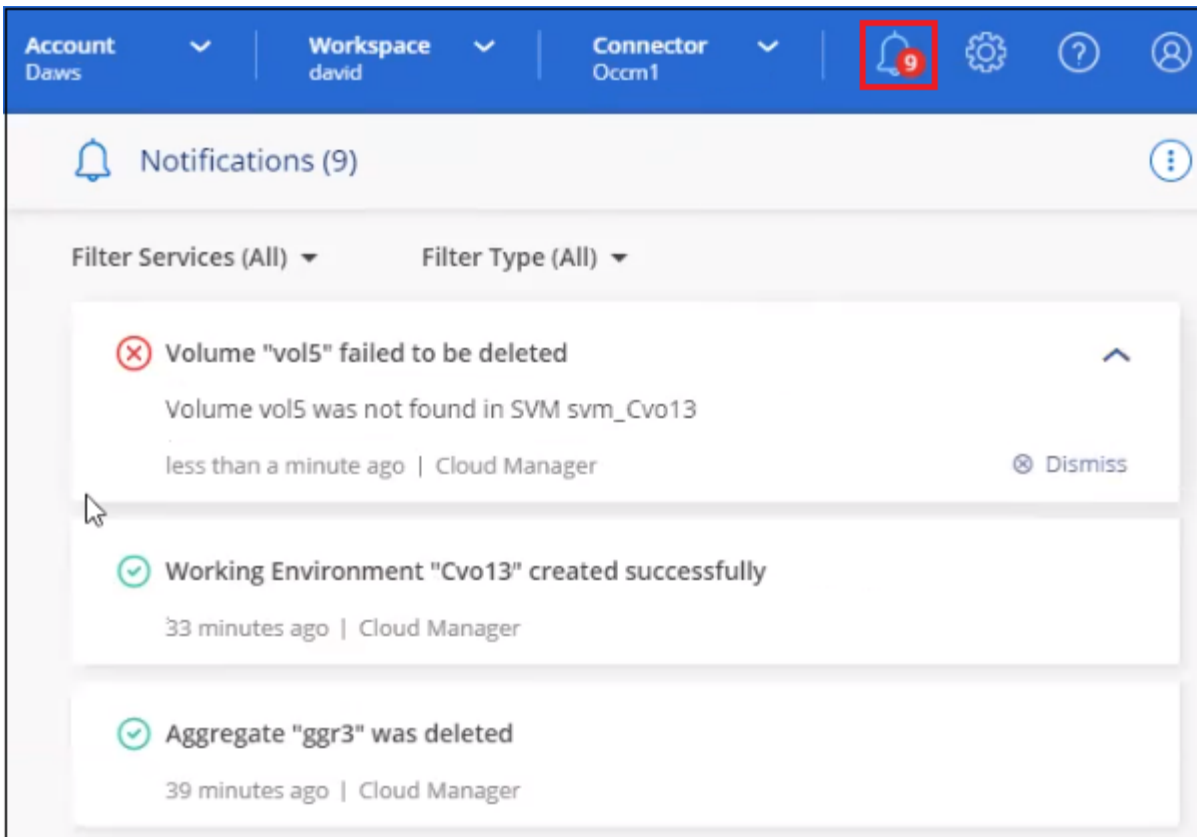 Account Workspace Connector
Daws david Occm1 9
Notifications (9)
Filter Services (All) Filter Type (All)
Volume "vol5" failed to be deleted
Volume vol5 was not found in SVM svm_Cvo13
less than a minute ago | Cloud Manager Dismiss
Working Environment "Cvo13" created successfully
33 minutes ago | Cloud Manager
Aggregate "ggr3" was deleted
39 minutes ago | Cloud Manager